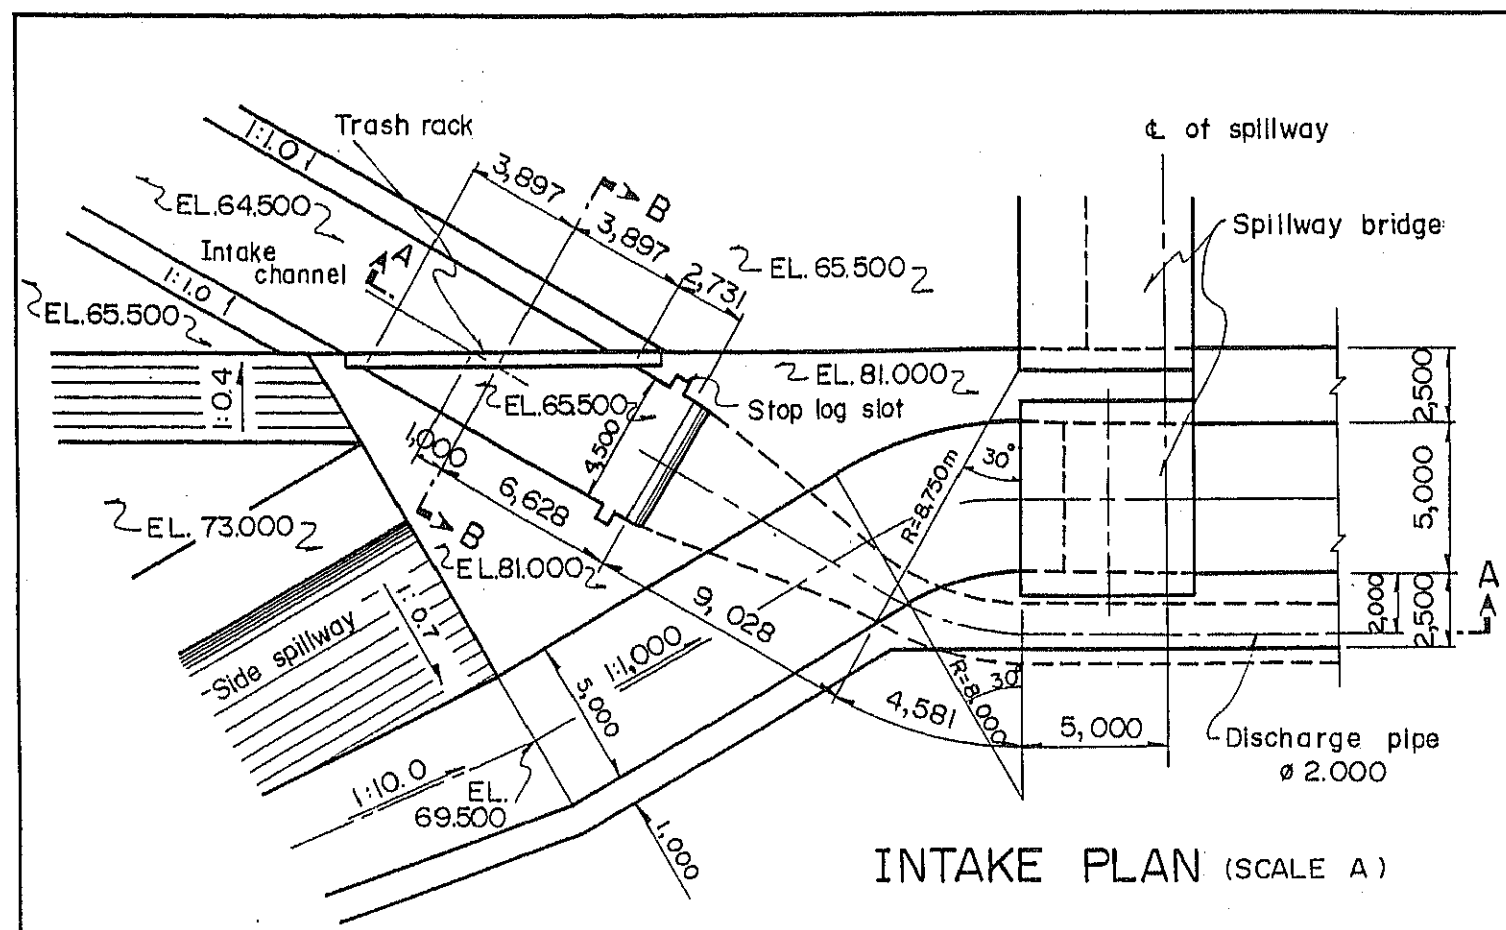 Trash rack
℄ of spillway
1:1.0
3,897
B
EL.64.500
3,897
Spillway bridge
Intake
channel
A
EL.65.500
2,731
1:1.0
EL.65.500
1:0.4
EL.81.000
EL.65.500
Stop log slot
2,500
1,000
4,500
30°
R=8.750m
6,628
5,000
EL.73.000
B
EL.81.000
A
9,028
2,000
2,500
1:0.7
Side spillway
1:1,000
5,000
30°
R=8,000
4,581
5,000
Discharge pipe
ø 2.000
1:10.0
EL.
69.500
1,000
INTAKE PLAN (SCALE A)